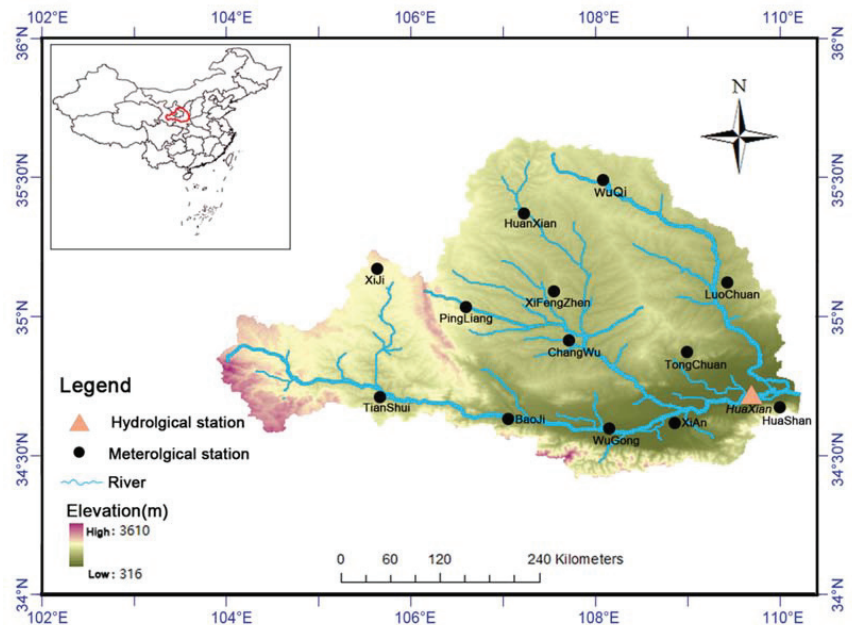 102°E 104°E 106°E 108°E 110°E
36°N 36°N
N
35°30'N 35°30'N
WuQi
HuanXian
XiJi
XiFengZhen
LuoChuan
35°N 35°N
PingLiang
ChangWu
TongChuan
Legend
Hydrolgical station
Meterolgical station
River
Elevation(m)
High : 3610
Low : 316
TianShui
BaoJi
WuGong
XiAn
HuaXian
HuaShan
34°30'N 34°30'N
0 60 120 240 Kilometers
34°N 34°N
102°E 104°E 106°E 108°E 110°E